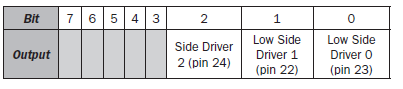 Bit 7 6 5 4 3 2 1 0
Output
Side Driver
2 (pin 24)
Low Side
Driver 1
(pin 22)
Low Side
Driver 0
(pin 23)